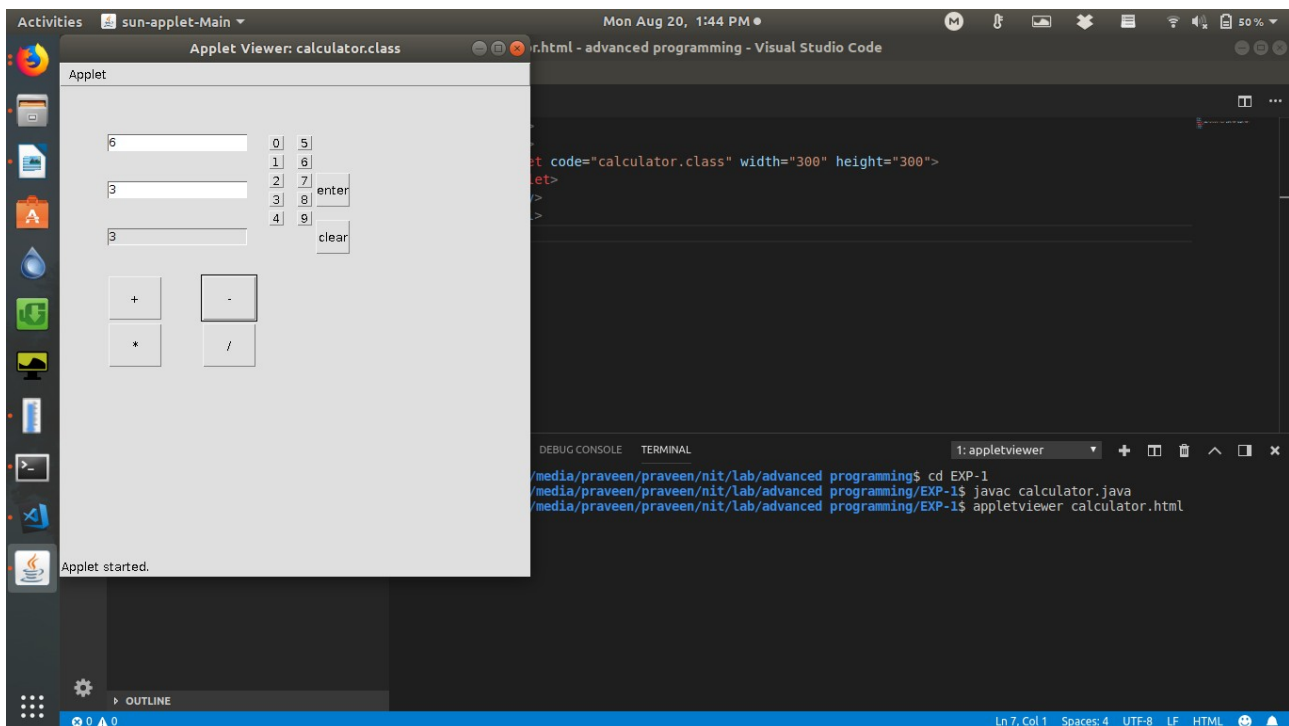 Activities sun-applet-Main Mon Aug 20, 1:44 PM 50 %
Applet Viewer: calculator.class
r.html - advanced programming - Visual Studio Code
Applet
6
3
3
0 5
1 6
2 7
3 8
4 9
enter
clear
+ -
* /
Applet started.
>
>
et code="calculator.class" width="300" height="300">
let>
/>
l>
DEBUG CONSOLE TERMINAL 1: appletviewer
/media/praveen/praveen/nit/lab/advanced programming$ cd EXP-1
/media/praveen/praveen/nit/lab/advanced programming/EXP-1$ javac calculator.java
/media/praveen/praveen/nit/lab/advanced programming/EXP-1$ appletviewer calculator.html
OUTLINE
0 0 Ln 7, Col 1 Spaces: 4 UTF-8 LF HTML